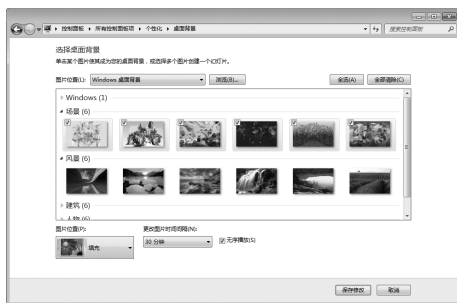 控制面板 ▸ 所有控制面板项 ▸ 个性化 ▸ 桌面背景
搜索控制面板
选择桌面背景
单击某个图片使其成为您的桌面背景，或选择多个图片创建一个幻灯片。
图片位置(L): Windows 桌面背景 浏览(B)... 全选(A) 全部清除(C)
Windows (1)
场景 (6)
风景 (6)
建筑 (6)
人物 (6)
图片位置(P): 更改图片时间间隔(N):
填充 30 分钟 无序播放(S)
保存修改 取消